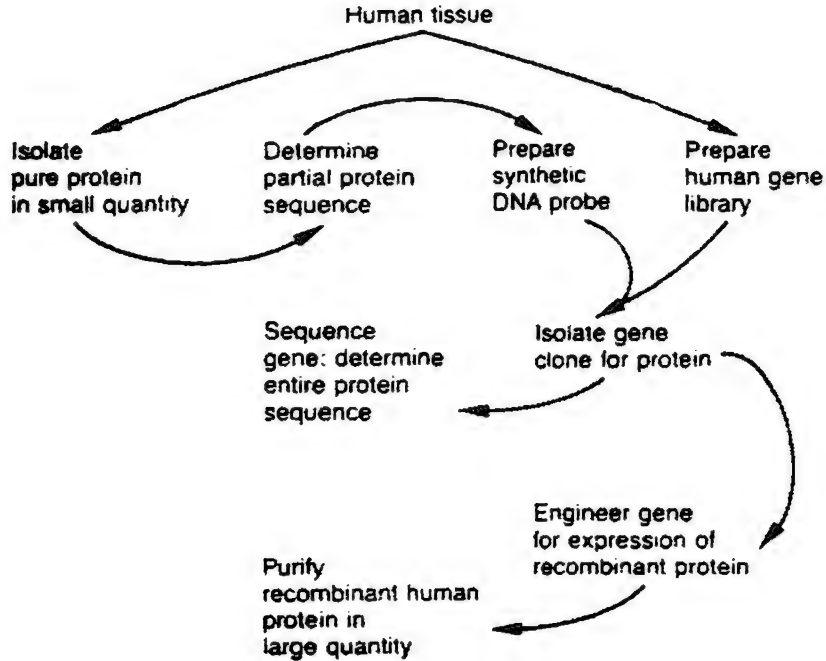 Human tissue
Isolate
pure protein
in small quantity
Determine
partial protein
sequence
Prepare
synthetic
DNA probe
Prepare
human gene
library
Sequence
gene: determine
entire protein
sequence
Isolate gene
clone for protein
Engineer gene
for expression of
recombinant protein
Purify
recombinant human
protein in
large quantity